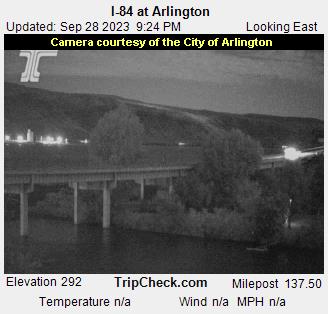 I-84 at Arlington
Updated: Sep 28 2023 9:24 PM Looking East
Camera courtesy of the City of Arlington
Elevation 292 TripCheck.com Milepost 137.50
Temperature n/a Wind n/a MPH n/a